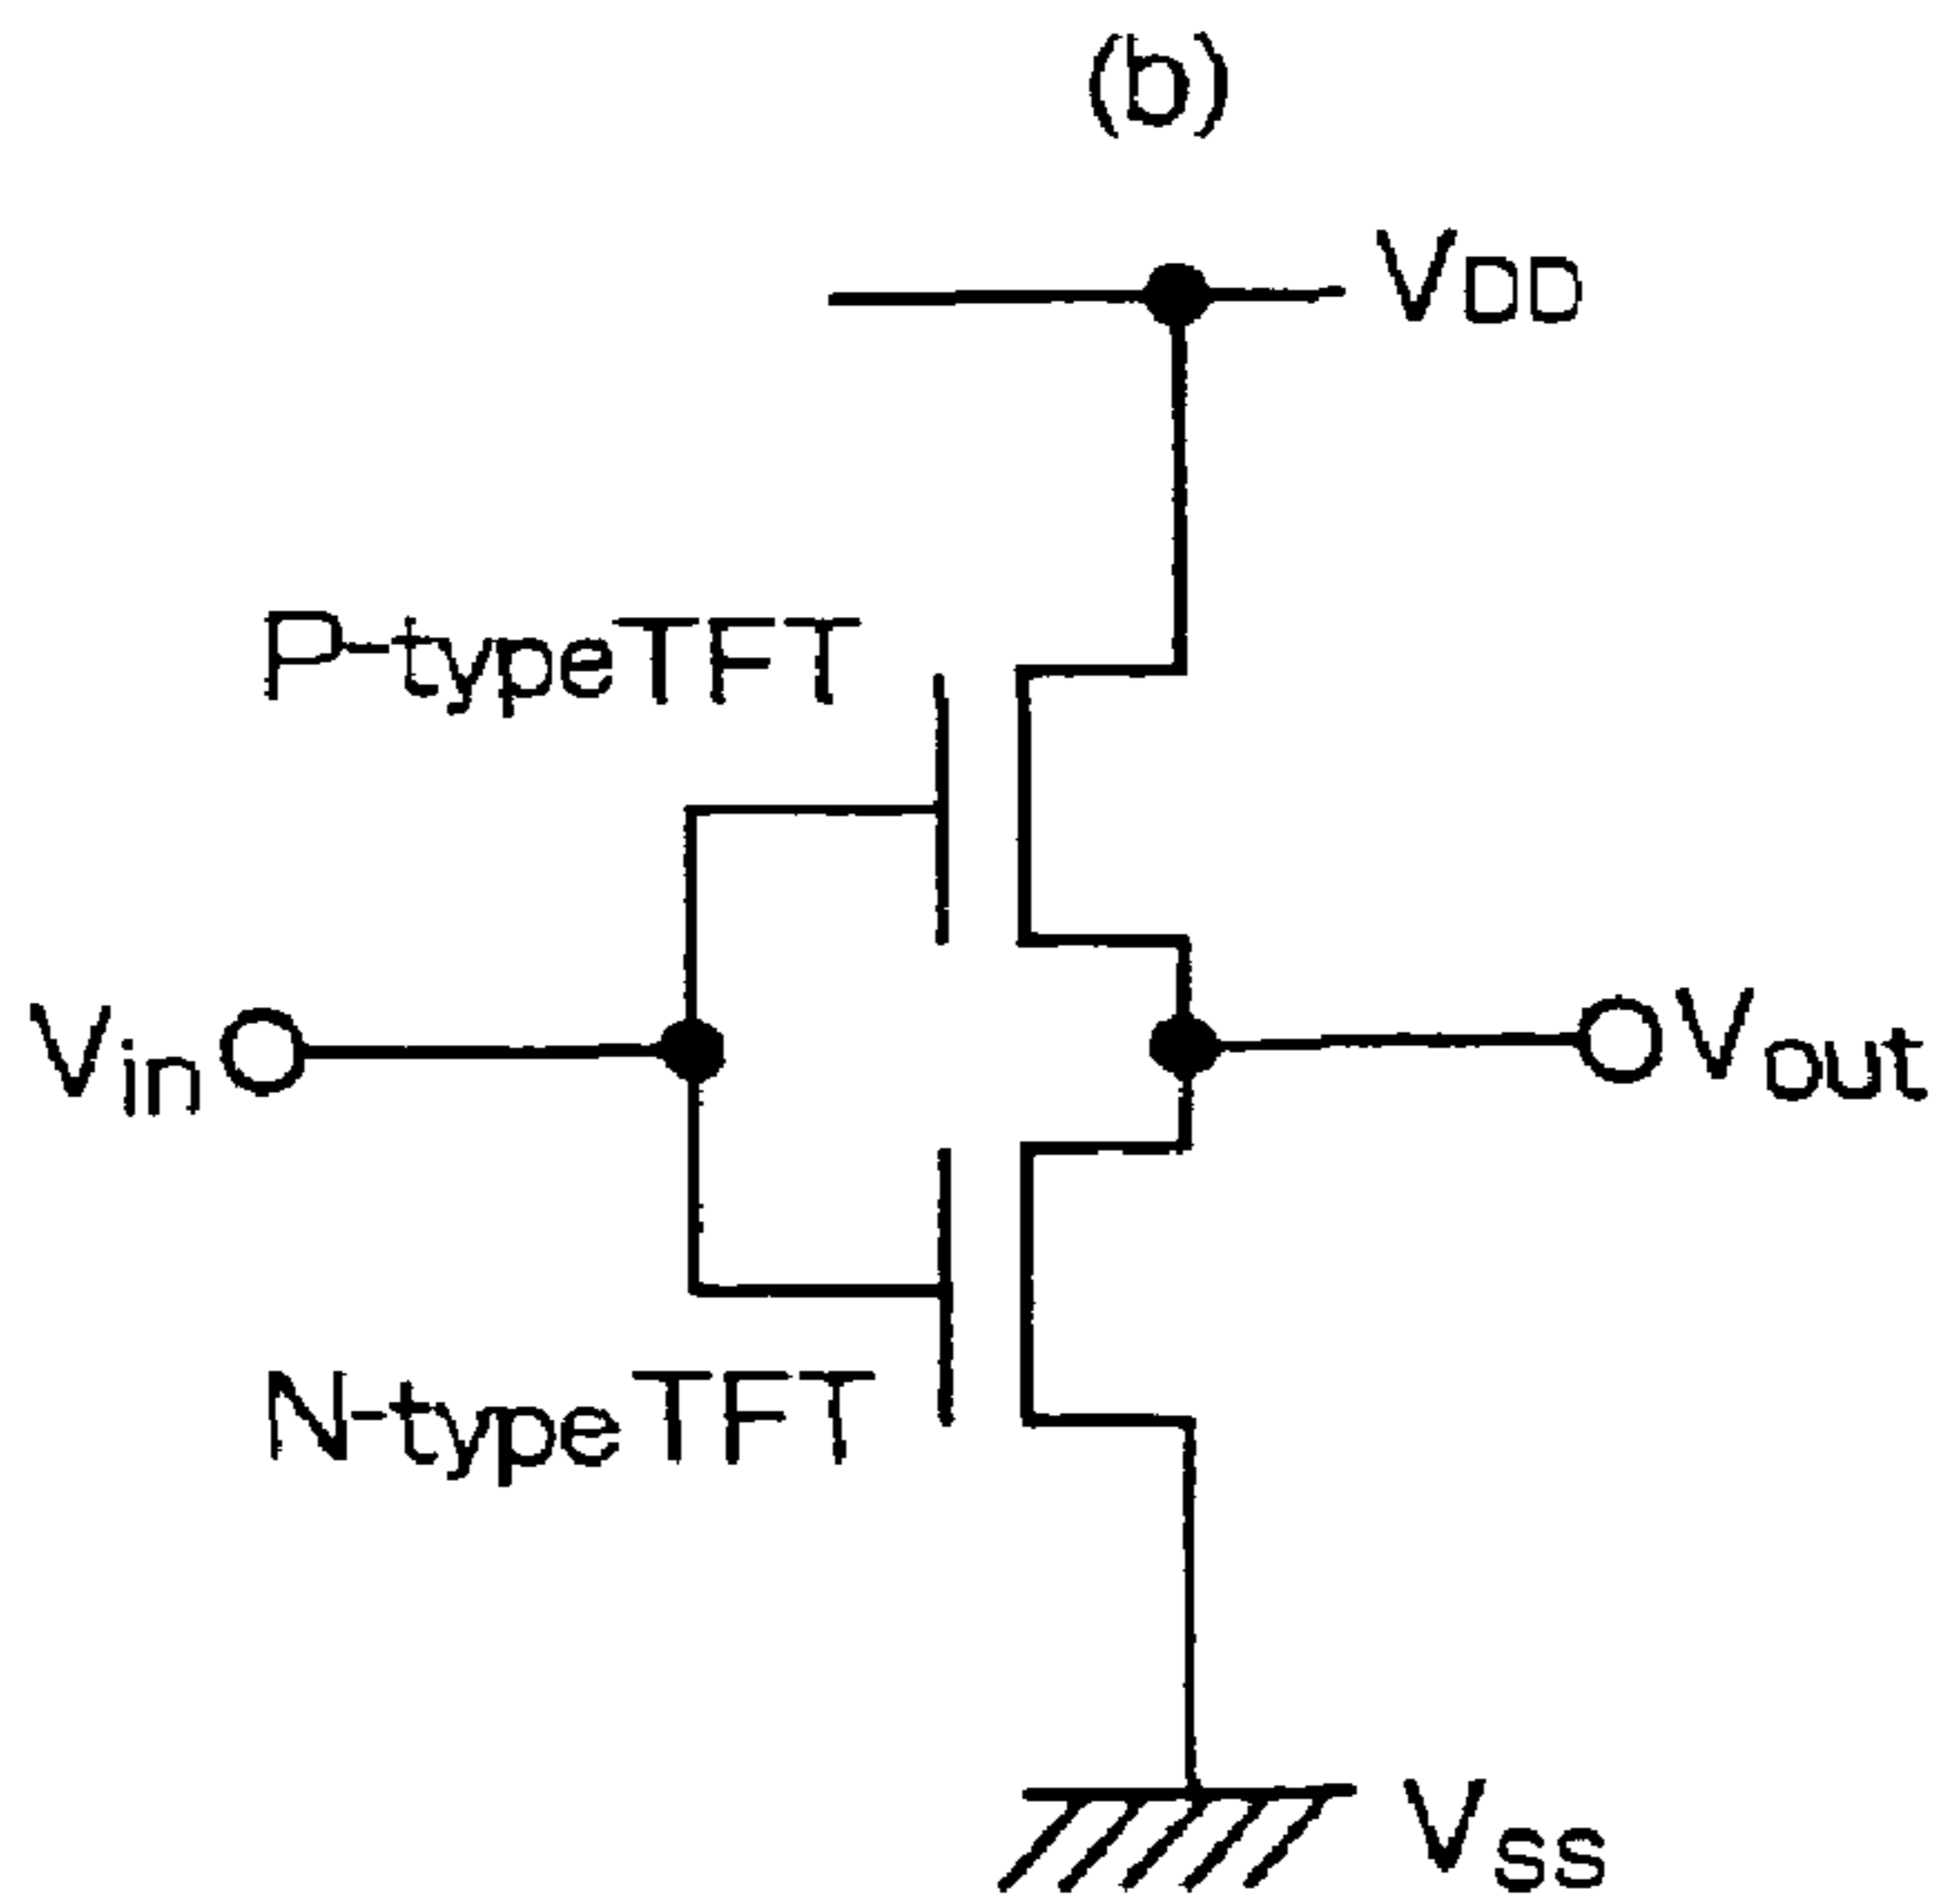 (b)
VDD
P-typeTFT
Vin
Vout
N-typeTFT
Vss